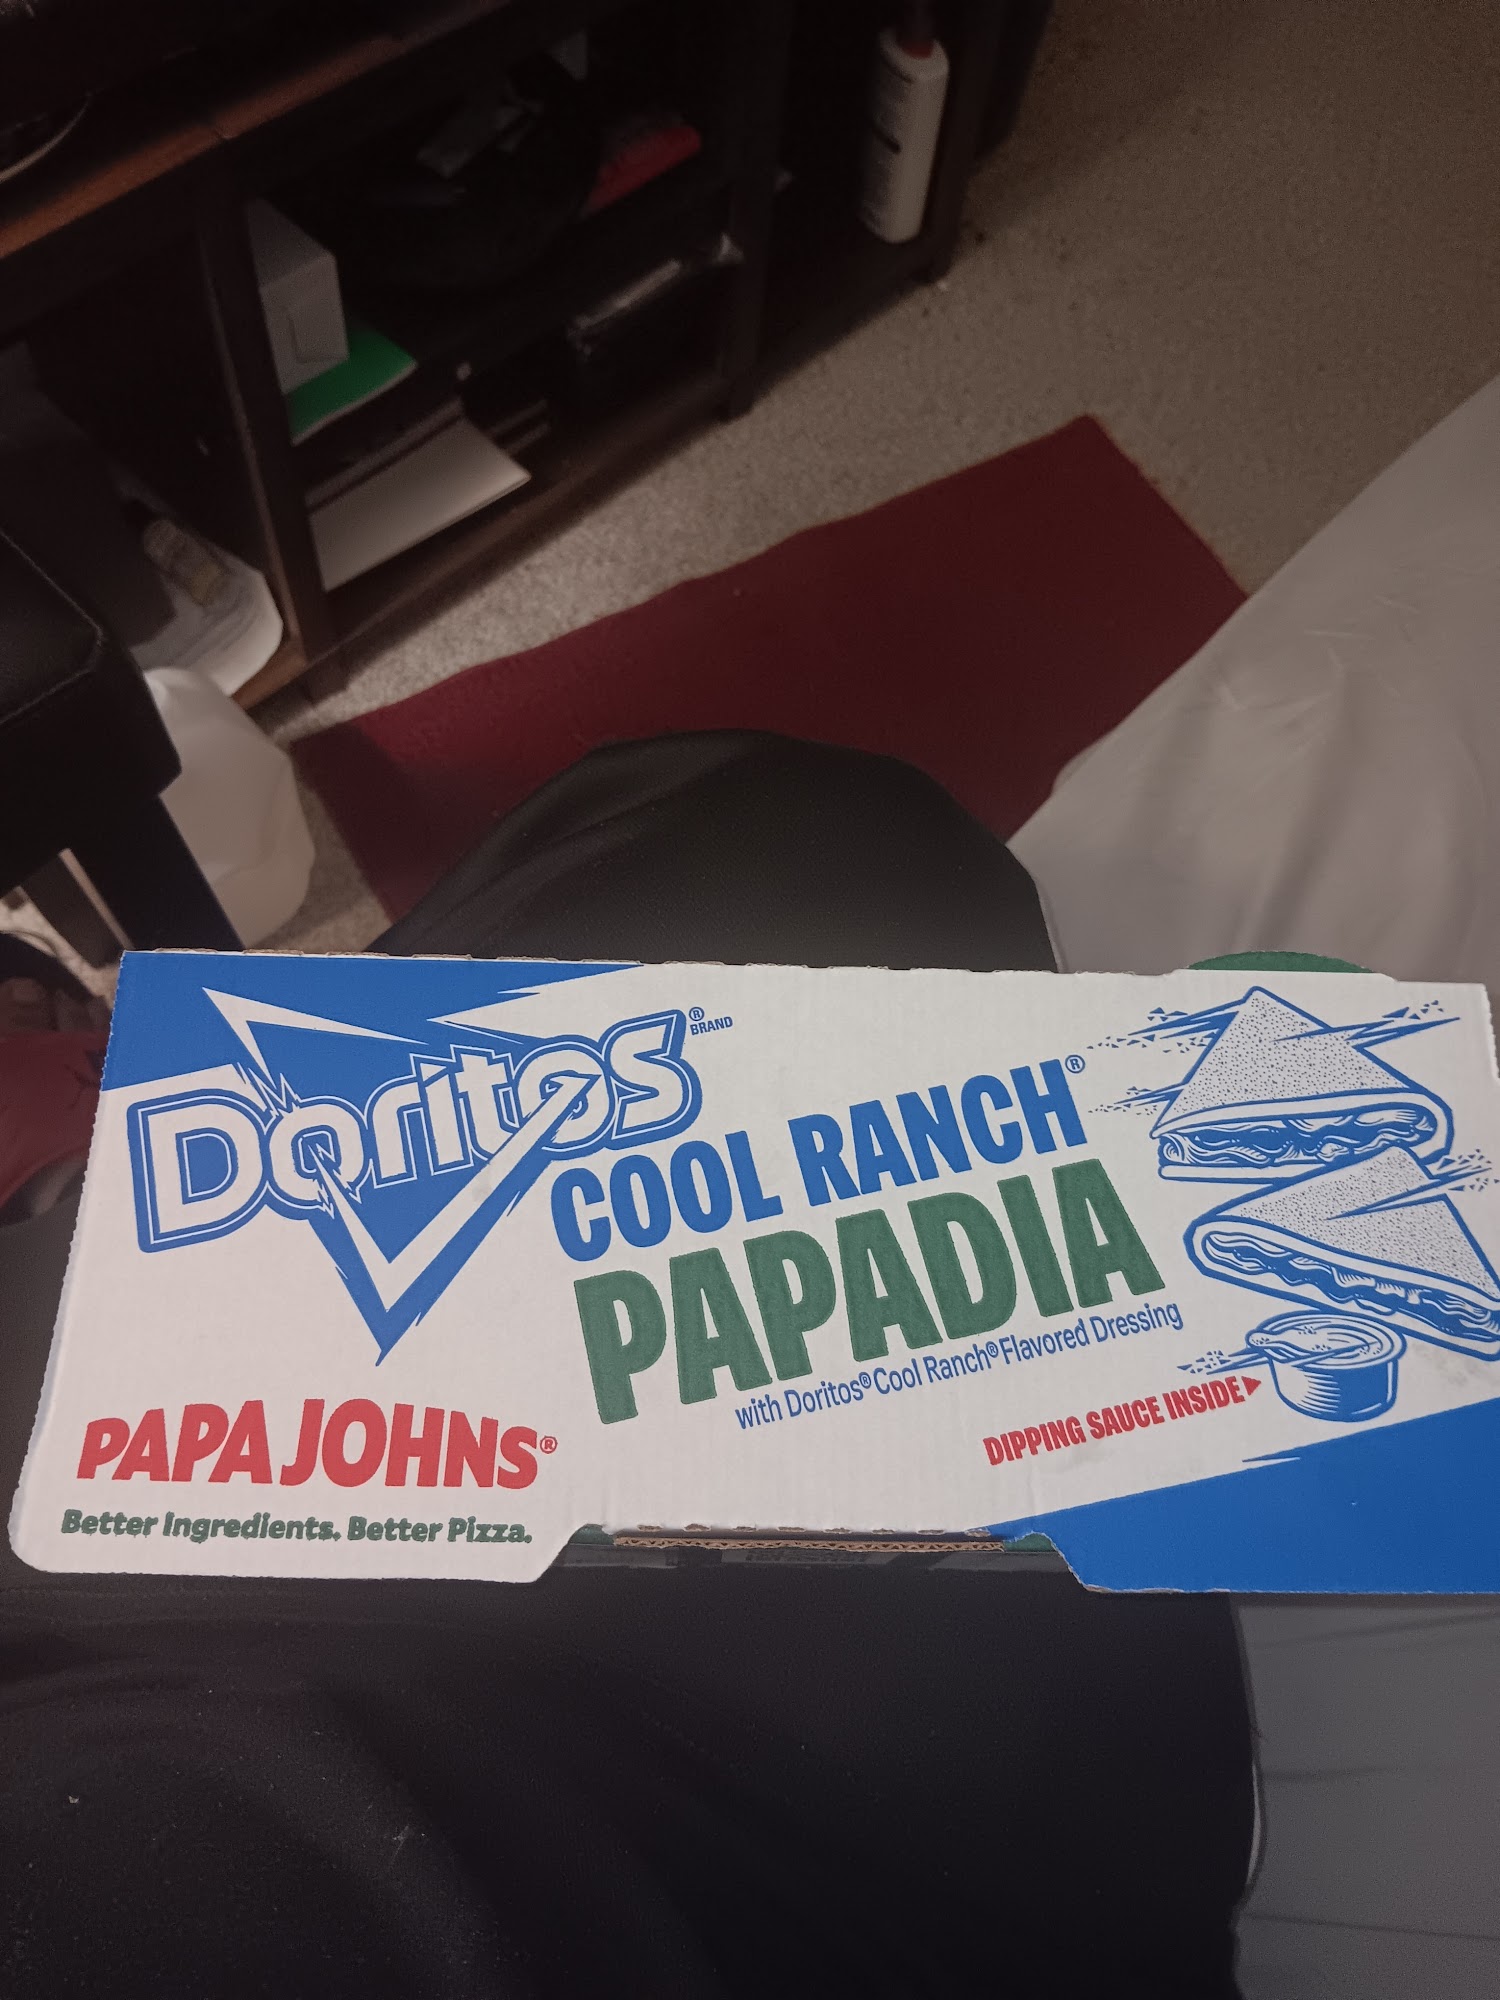 Doritos® BRAND
COOL RANCH®
PAPADIA
with Doritos® Cool Ranch® Flavored Dressing
DIPPING SAUCE INSIDE
PAPA JOHNS®
Better Ingredients. Better Pizza.